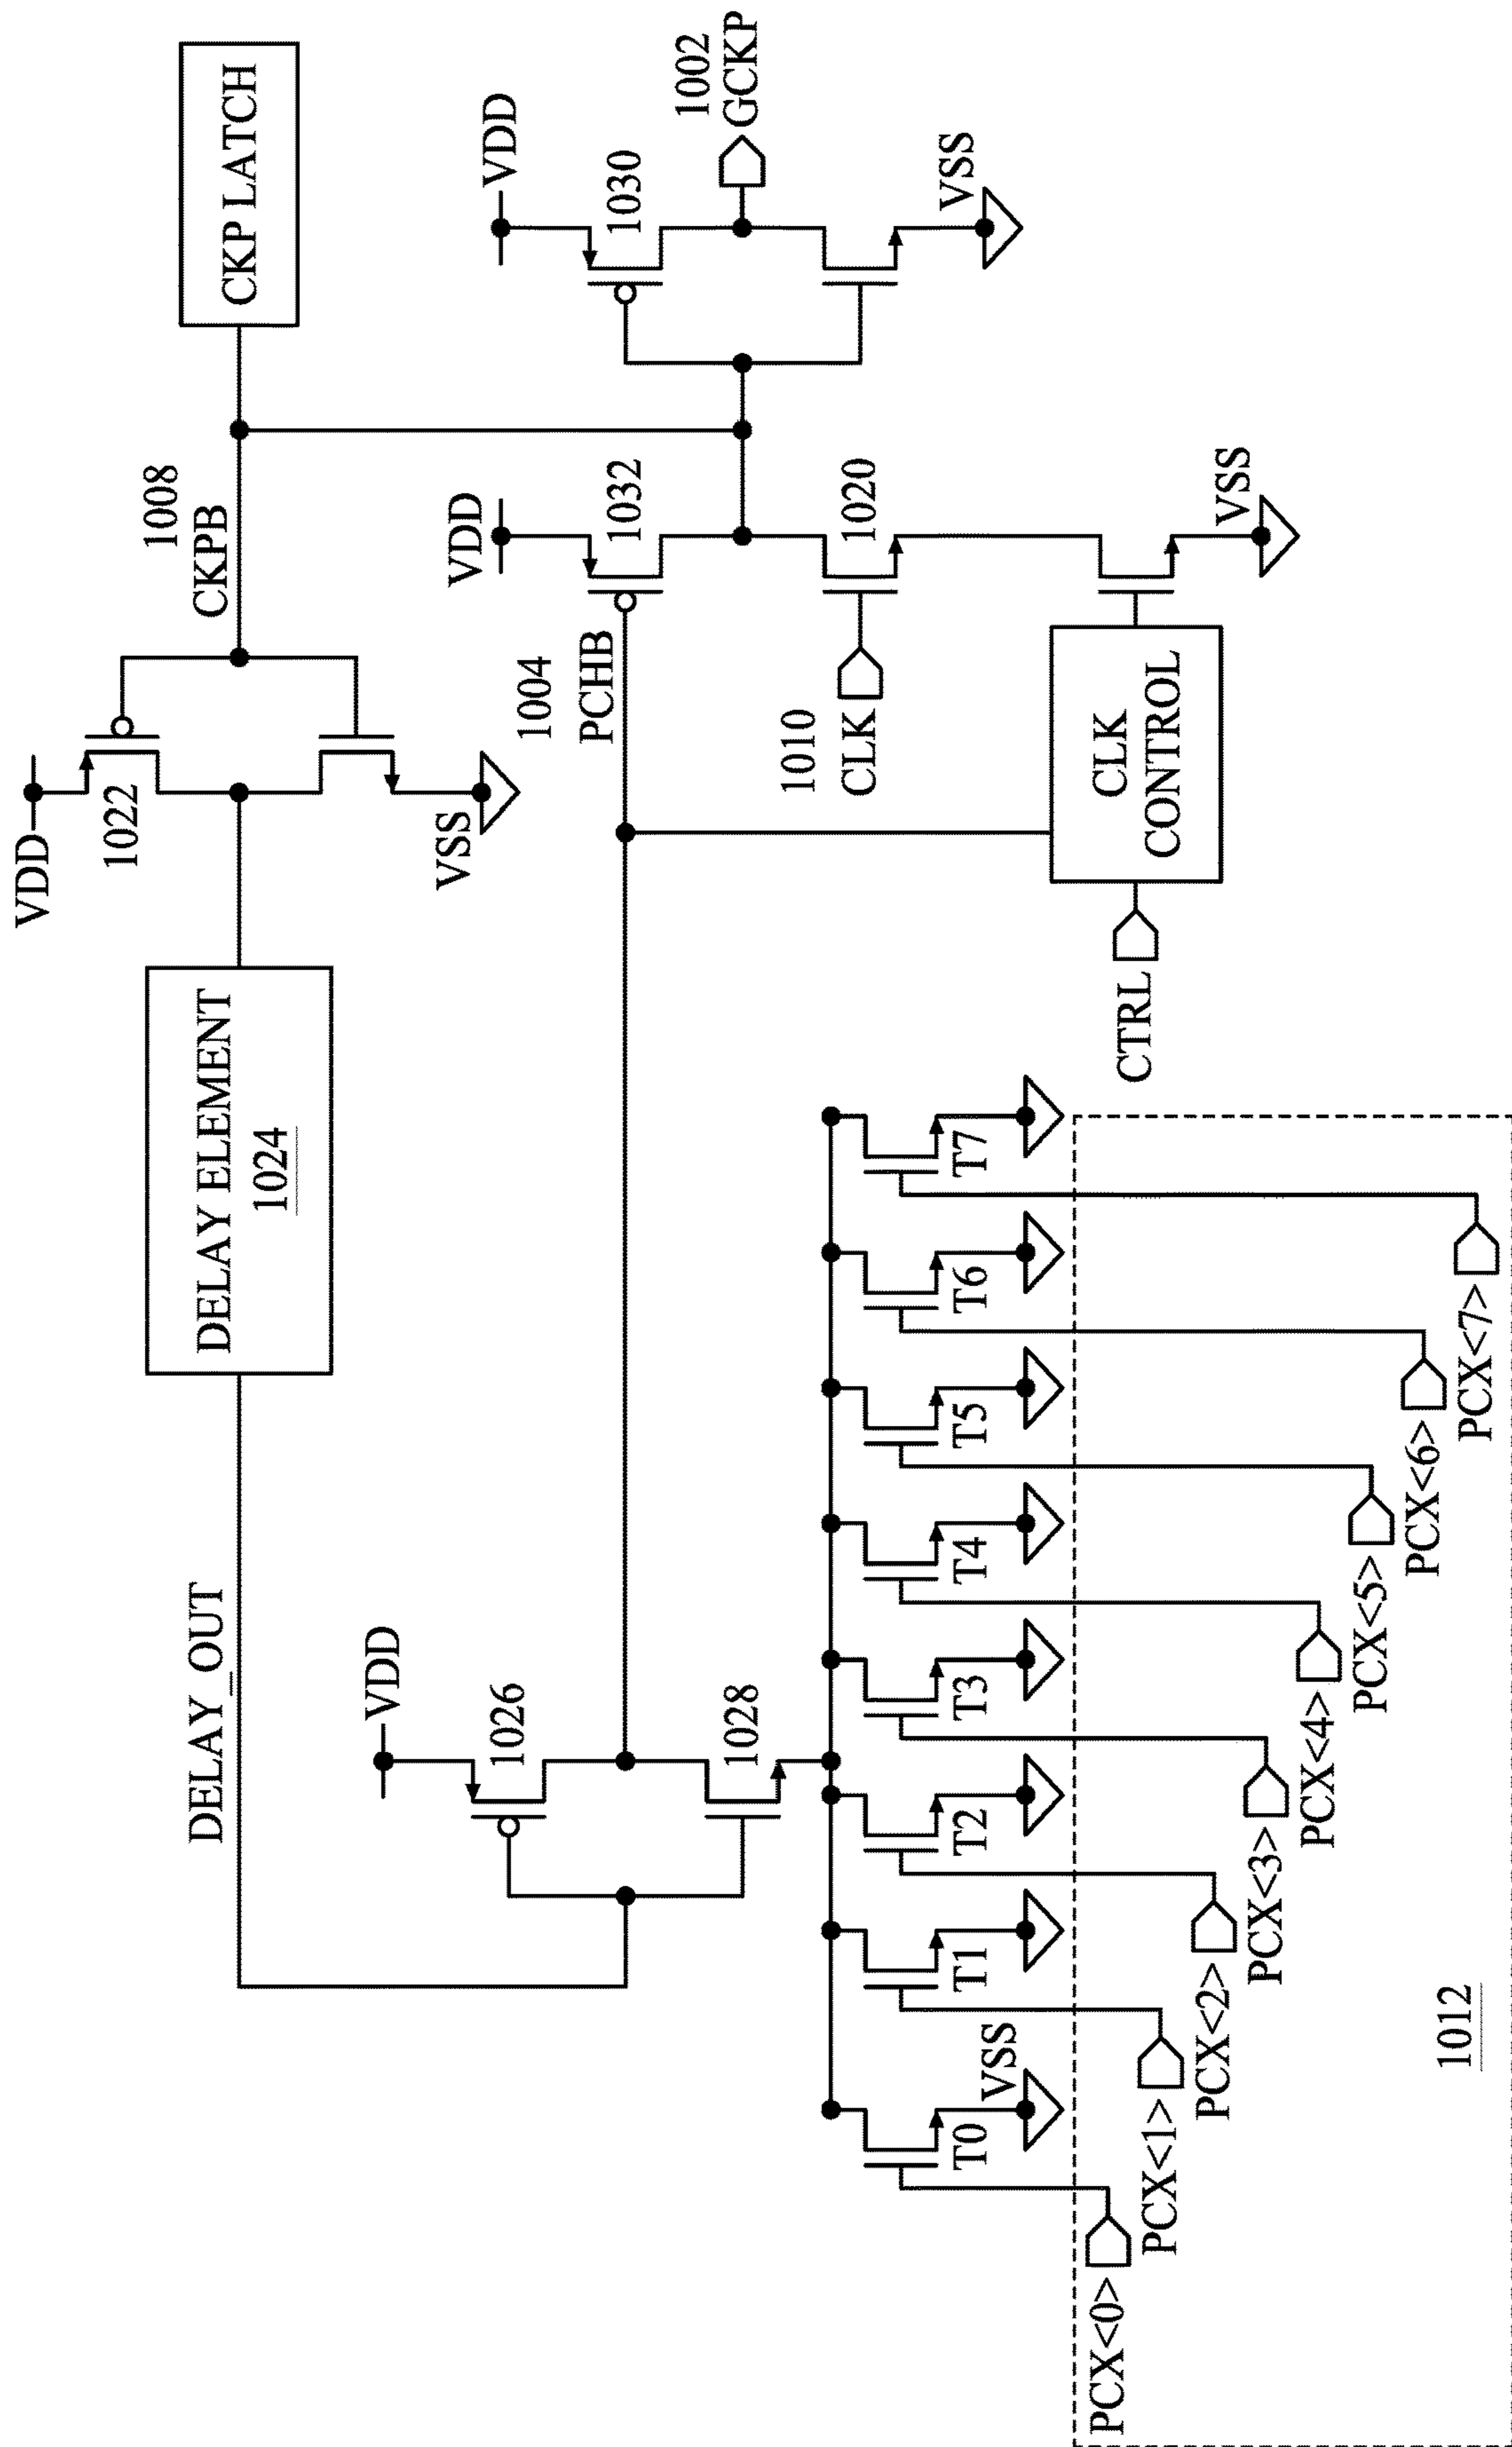 VDD
1022
VSS
DELAY ELEMENT
1024
DELAY_OUT
1008
CKPB
CKP LATCH
VDD
1026
1028
1004
PCHB
VDD
1032
1020
1010
CLK
VSS
CLK
CONTROL
CTRL
VDD
1030
1002
GCKP
VSS
T0
VSS
T1
T2
T3
T4
T5
T6
T7
PCX<0>
PCX<1>
PCX<2>
PCX<3>
PCX<4>
PCX<5>
PCX<6>
PCX<7>
1012